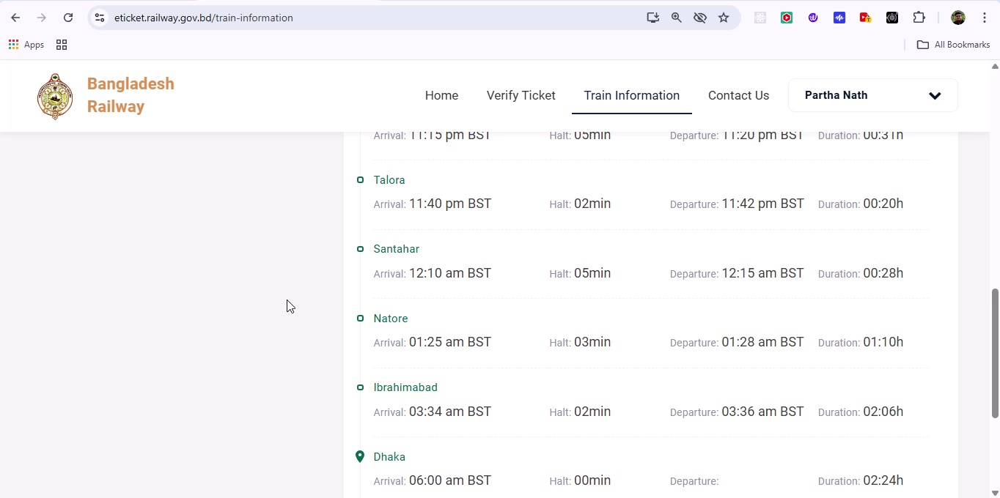 eticket.railway.gov.bd/train-information
Apps
All Bookmarks
Bangladesh
Railway
Home
Verify Ticket
Train Information
Contact Us
Partha Nath
Arrival: 11:15 pm BST Halt: 05min Departure: 11:20 pm BST Duration: 00:31h
Talora
Arrival: 11:40 pm BST Halt: 02min Departure: 11:42 pm BST Duration: 00:20h
Santahar
Arrival: 12:10 am BST Halt: 05min Departure: 12:15 am BST Duration: 00:28h
Natore
Arrival: 01:25 am BST Halt: 03min Departure: 01:28 am BST Duration: 01:10h
Ibrahimabad
Arrival: 03:34 am BST Halt: 02min Departure: 03:36 am BST Duration: 02:06h
Dhaka
Arrival: 06:00 am BST Halt: 00min Departure: Duration: 02:24h